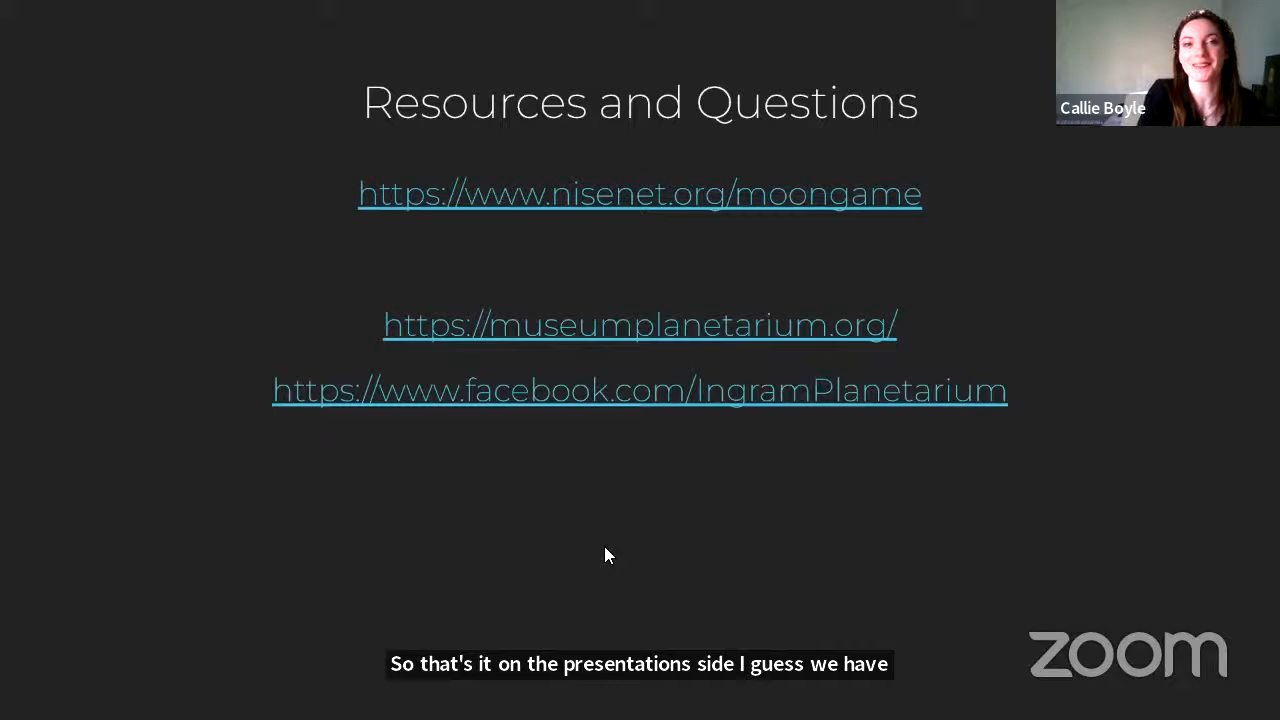 Resources and Questions
Callie Boyle
https://www.nisenet.org/moongame
https://museumplanetarium.org/
https://www.facebook.com/IngramPlanetarium
So that's it on the presentations side I guess we have
zoom